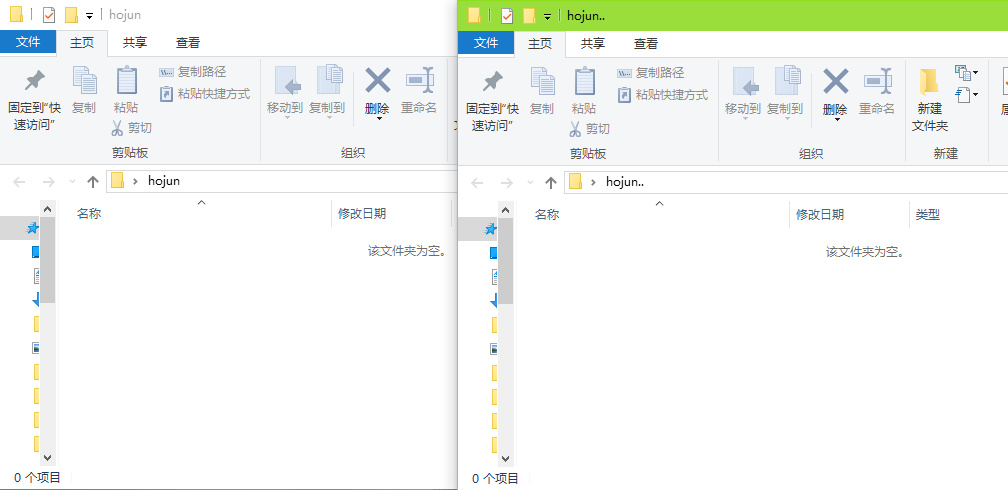 hojun
文件 主页 共享 查看
固定到“快速访问”
复制
粘贴
复制路径
粘贴快捷方式
剪切
剪贴板
移动到 复制到 删除 重命名
组织
hojun
名称 修改日期
该文件夹为空。
0 个项目
hojun..
文件 主页 共享 查看
固定到“快速访问”
复制
粘贴
复制路径
粘贴快捷方式
剪切
剪贴板
移动到 复制到 删除 重命名
组织
新建
文件夹
新建
hojun..
名称 修改日期 类型
该文件夹为空。
0 个项目